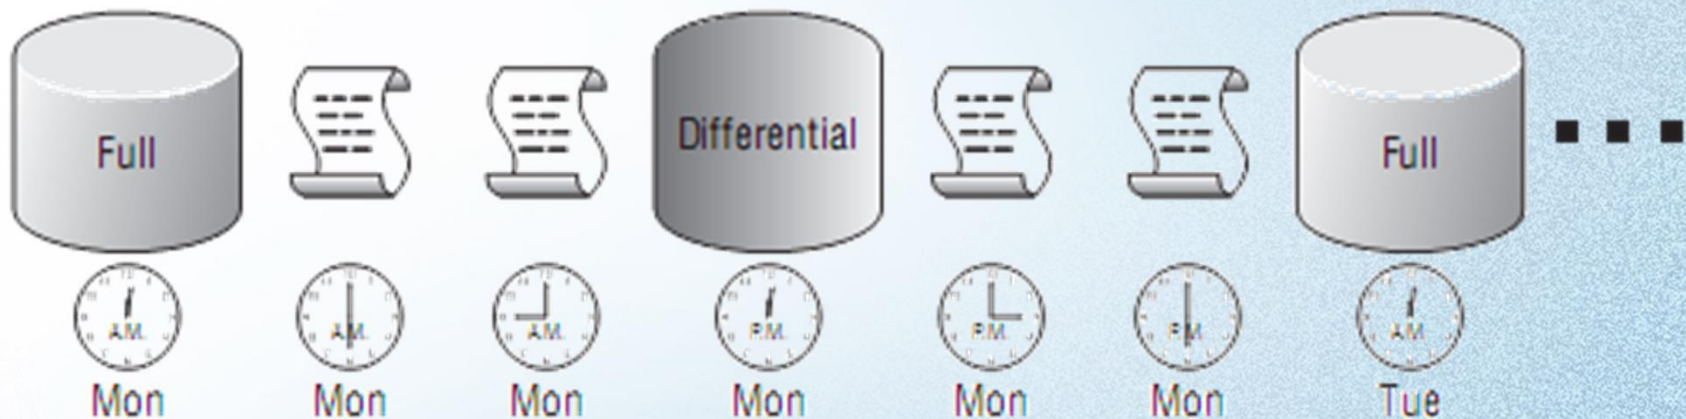 Full
Differential
Full
A.M. A.M. A.M. P.M. P.M. P.M. A.M.
Mon Mon Mon Mon Mon Mon Tue